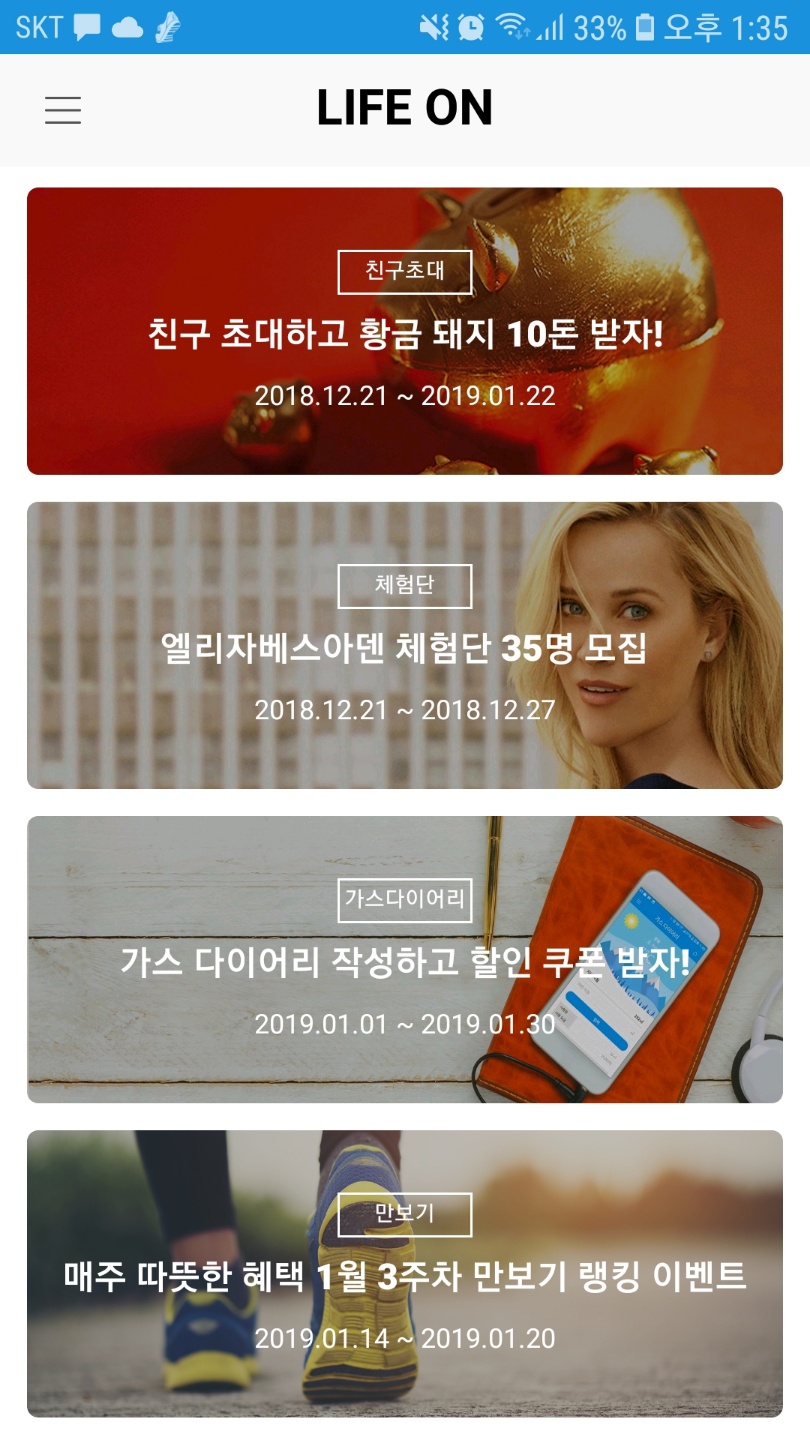 SKT 33% 오후 1:35
LIFE ON
친구초대
친구 초대하고 황금 돼지 10돈 받자!
2018.12.21 ~ 2019.01.22
체험단
엘리자베스아덴 체험단 35명 모집
2018.12.21 ~ 2018.12.27
가스다이어리
가스 다이어리 작성하고 할인 쿠폰 받자!
2019.01.01 ~ 2019.01.30
만보기
매주 따뜻한 혜택 1월 3주차 만보기 랭킹 이벤트
2019.01.14 ~ 2019.01.20